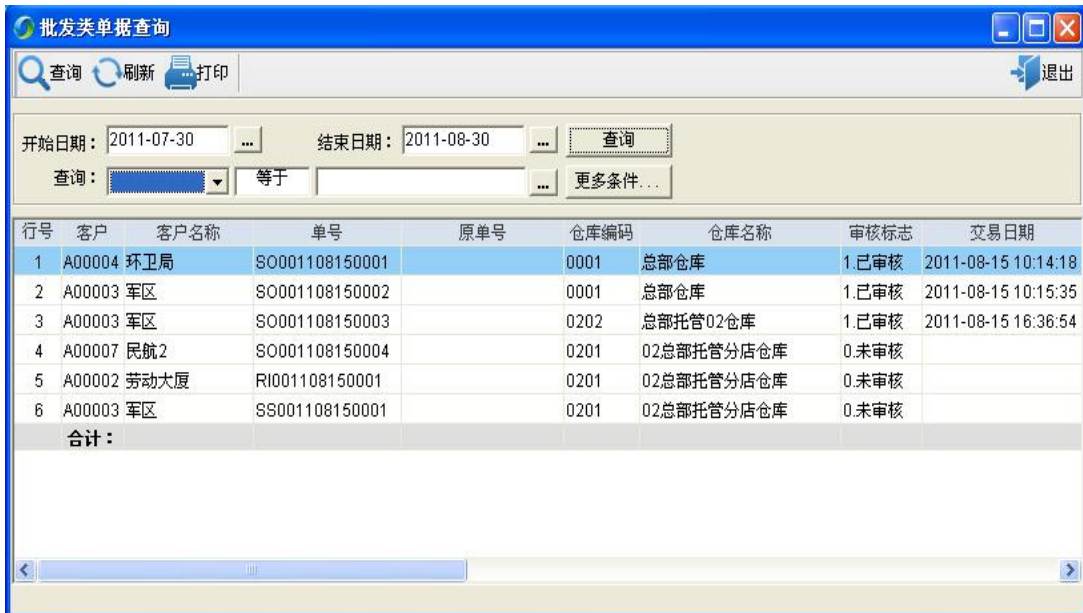 批发类单据查询
查询 刷新 打印 退出
开始日期： 2011-07-30 ... 结束日期： 2011-08-30 ... 查询
查询： 等于 ... 更多条件...
行号 客户 客户名称 单号 原单号 仓库编码 仓库名称 审核标志 交易日期
1 A00004 环卫局 SO001108150001 0001 总部仓库 1.已审核 2011-08-15 10:14:18
2 A00003 军区 SO001108150002 0001 总部仓库 1.已审核 2011-08-15 10:15:35
3 A00003 军区 SO001108150003 0202 总部托管02仓库 1.已审核 2011-08-15 16:36:54
4 A00007 民航2 SO001108150004 0201 02总部托管分店仓库 0.未审核
5 A00002 劳动大厦 RI001108150001 0201 02总部托管分店仓库 0.未审核
6 A00003 军区 SS001108150001 0201 02总部托管分店仓库 0.未审核
合计：